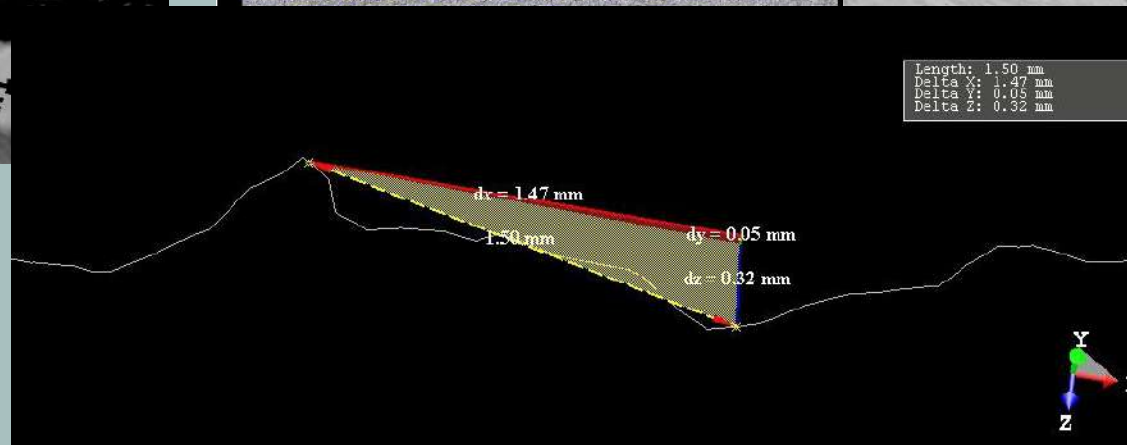 Length: 1.50 mm
Delta X: 1.47 mm
Delta Y: 0.05 mm
Delta Z: 0.32 mm
dx = 1.47 mm
dy = 0.05 mm
1.50 mm
dz = 0.32 mm
Y
Z